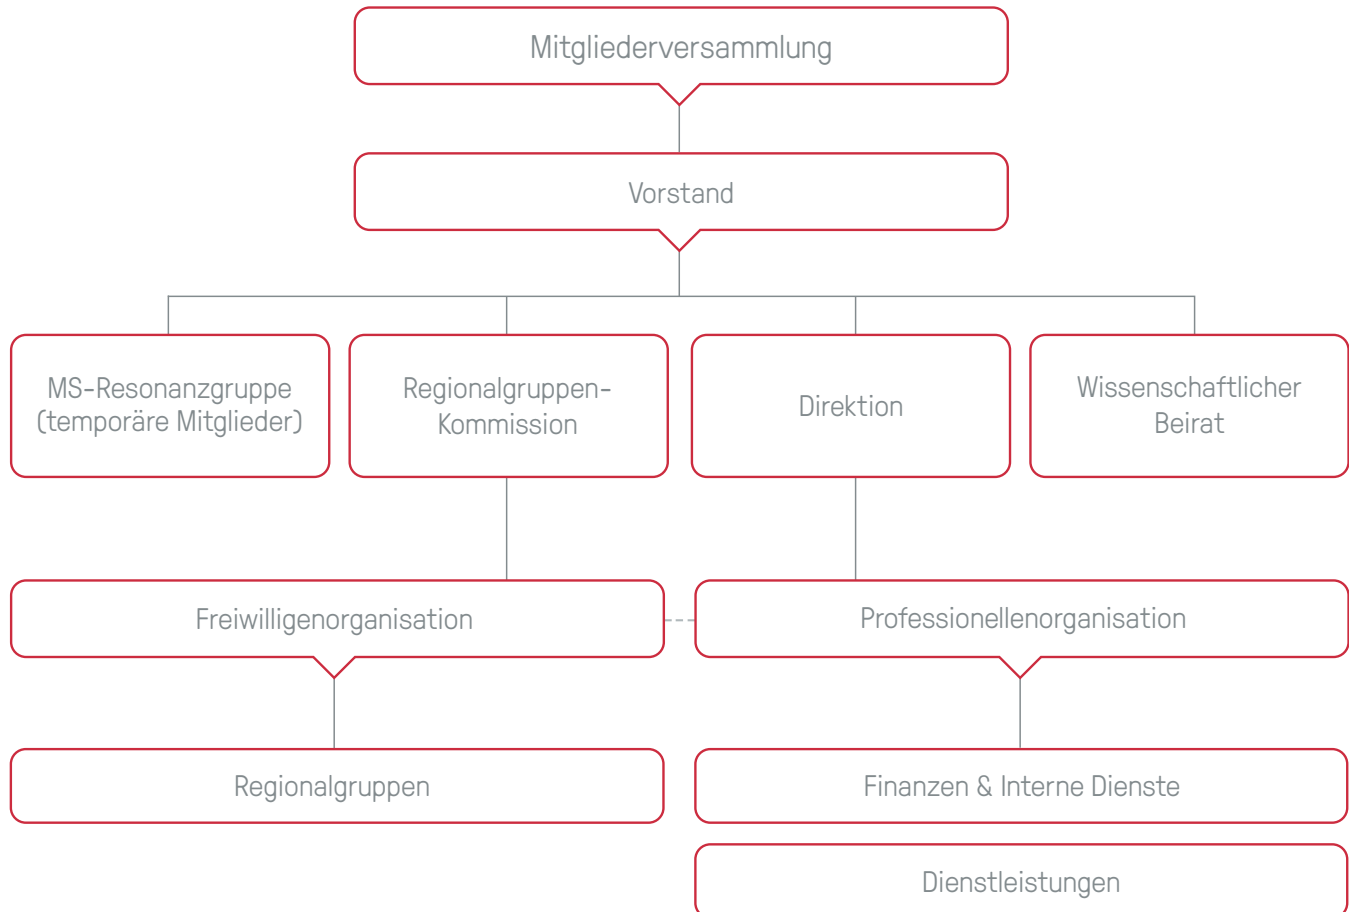 Mitgliederversammlung
Vorstand
MS-Resonanzgruppe
(temporäre Mitglieder)
Regionalgruppen-
Kommission
Direktion
Wissenschaftlicher
Beirat
Freiwilligenorganisation
Professionellenorganisation
Regionalgruppen
Finanzen & Interne Dienste
Dienstleistungen